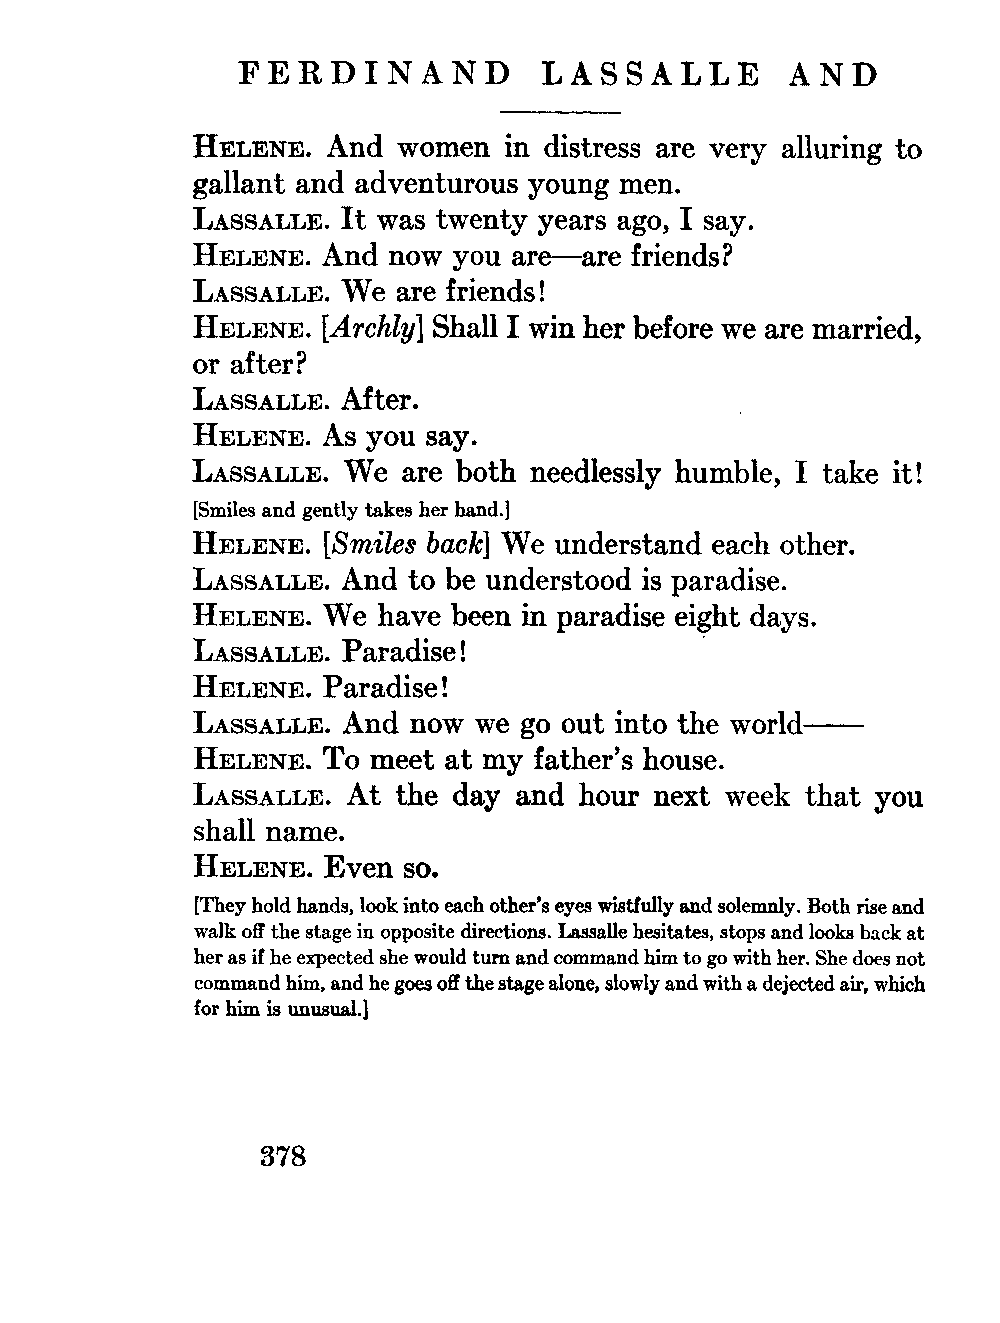 FERDINAND LASSALLE AND
HELENE. And women in distress are very alluring to
gallant and adventurous young men.
LASSALLE. It was twenty years ago, I say.
HELENE. And now you are—are friends?
LASSALLE. We are friends!
HELENE. [Archly] Shall I win her before we are married,
or after?
LASSALLE. After.
HELENE. As you say.
LASSALLE. We are both needlessly humble, I take it!
[Smiles and gently takes her hand.]
HELENE. [Smiles back] We understand each other.
LASSALLE. And to be understood is paradise.
HELENE. We have been in paradise eight days.
LASSALLE. Paradise!
HELENE. Paradise!
LASSALLE. And now we go out into the world——
HELENE. To meet at my father's house.
LASSALLE. At the day and hour next week that you
shall name.
HELENE. Even so.
[They hold hands, look into each other's eyes wistfully and solemnly. Both rise and
walk off the stage in opposite directions. Lassalle hesitates, stops and looks back at
her as if he expected she would turn and command him to go with her. She does not
command him, and he goes off the stage alone, slowly and with a dejected air, which
for him is unusual.]
378